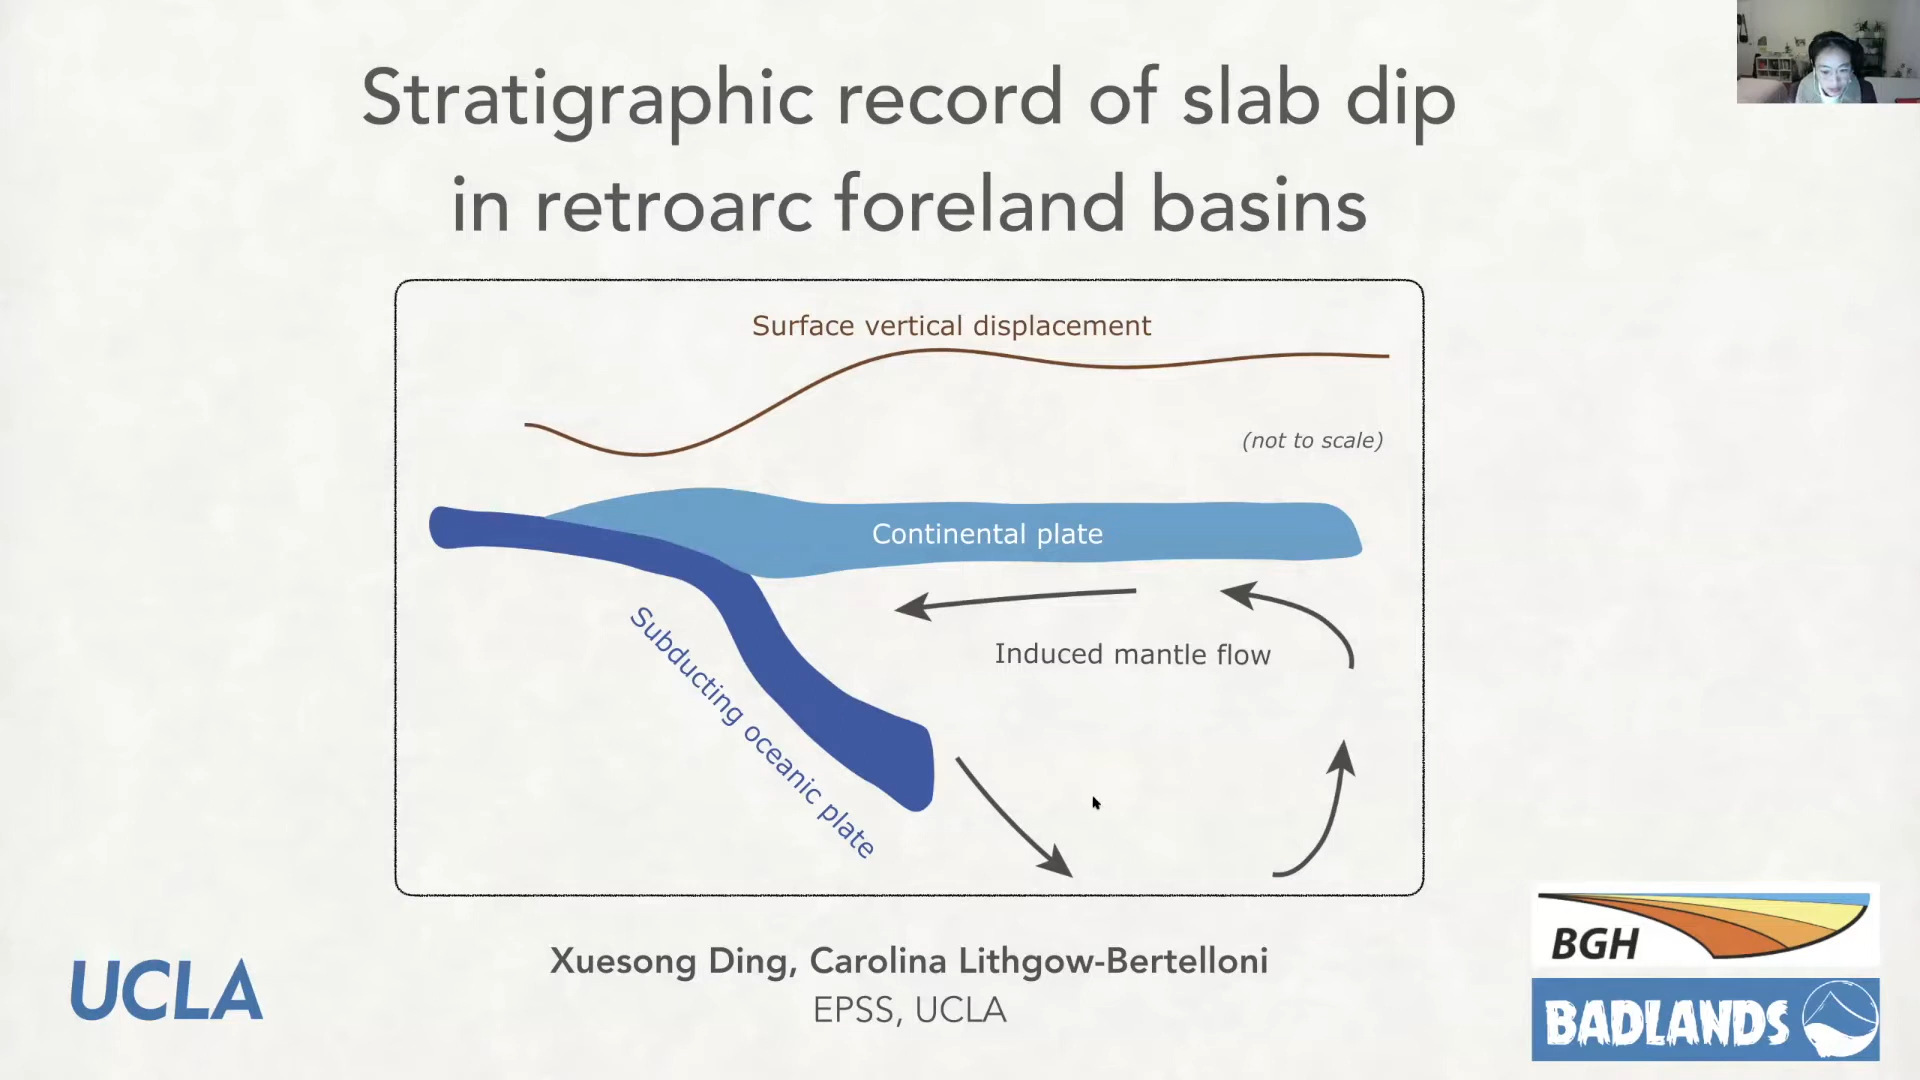 Stratigraphic record of slab dip
in retroarc foreland basins
Surface vertical displacement
(not to scale)
Continental plate
Induced mantle flow
Subducting oceanic plate
Xuesong Ding, Carolina Lithgow-Bertelloni
EPSS, UCLA
UCLA
BGH
BADLANDS